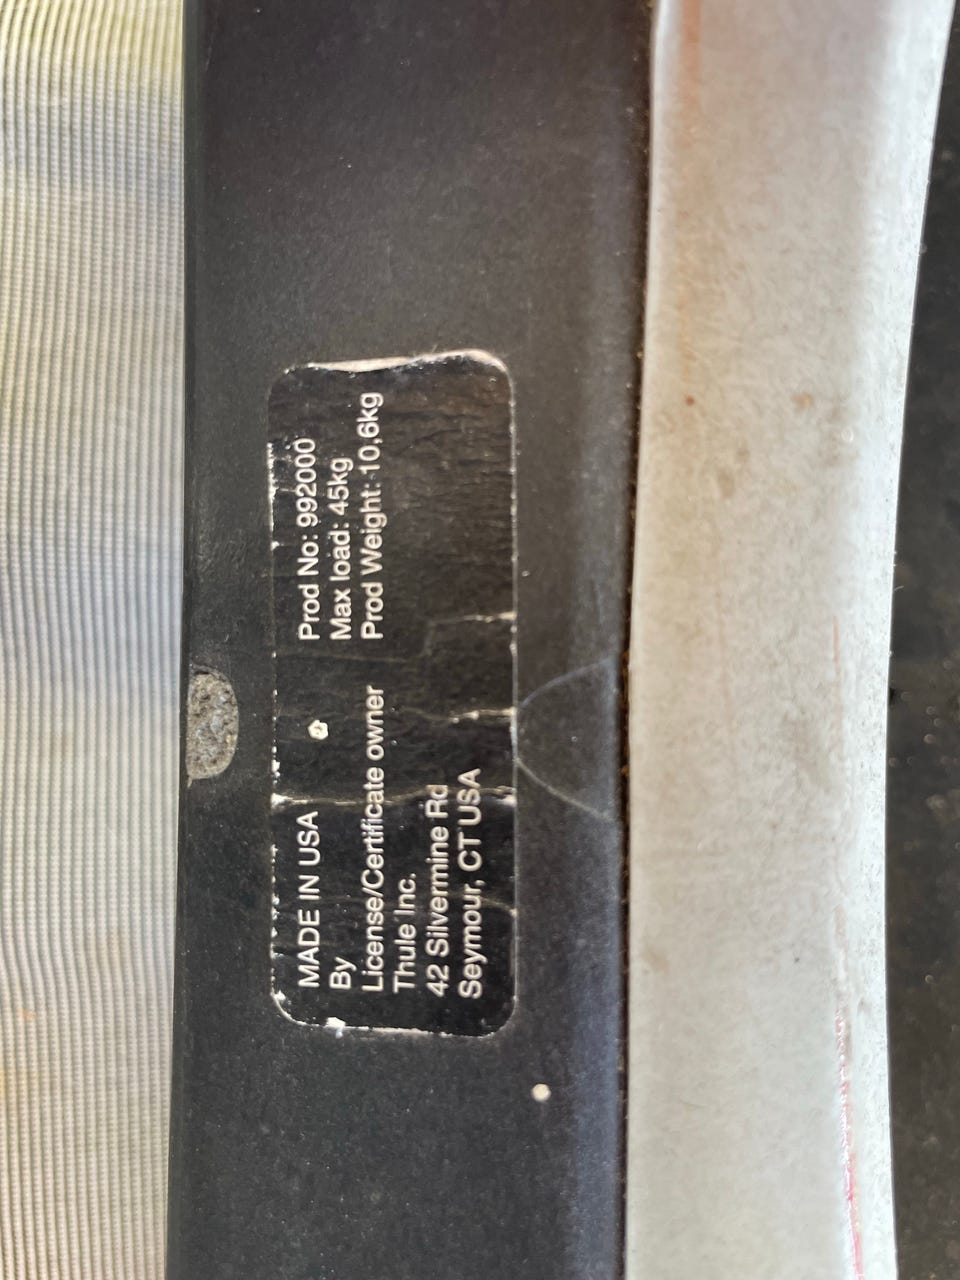 MADE IN USA
By
License/Certificate owner
Thule Inc.
42 Silvermine Rd
Seymour, CT USA
Prod No: 992000
Max load: 45kg
Prod Weight: 10,6kg